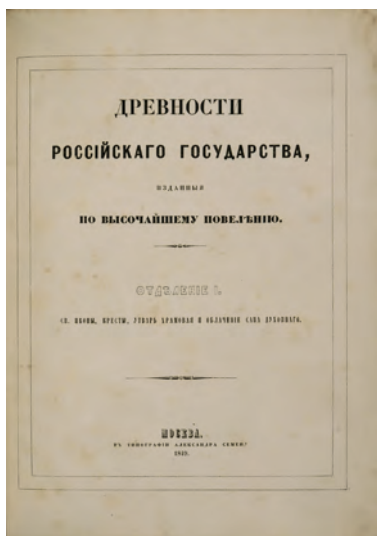 ДРЕВНОСТИ
РОССІЙСКАГО ГОСУДАРСТВА,
ИЗДАННЫЯ
ПО ВЫСОЧАЙШЕМУ ПОВЕЛѢНІЮ.
ОТДѢЛЕНІЕ I.
СВ. ИКОНЫ, КРЕСТЫ, УТВАРЬ ХРАМОВАЯ И ОБЛАЧЕНІЕ САНА ДУХОВНАГО.
МОСКВА.
ВЪ ТИПОГРАФІИ АЛЕКСАНДРА СЕМЕНА
1849.